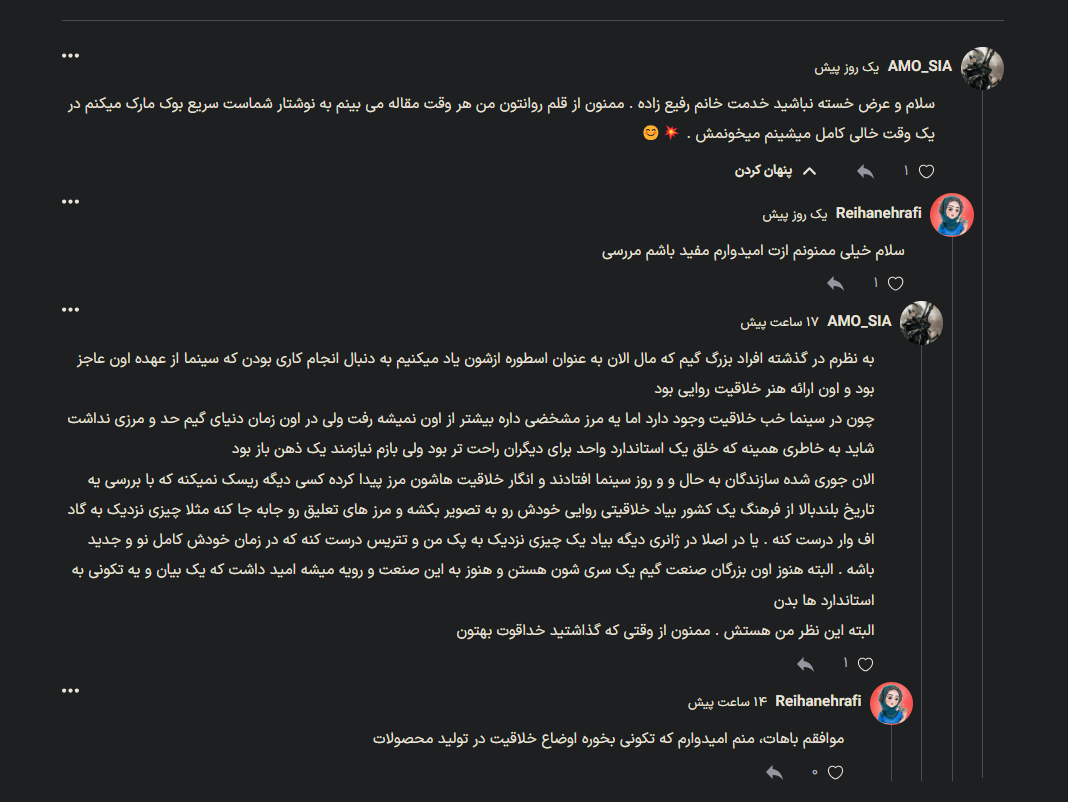 AMO_SIA یک روز پیش
سلام و عرض خسته نباشید خدمت خانم رفیع زاده . ممنون از قلم روانتون من هر وقت مقاله می بینم به نوشتار شماست سریع بوک مارک میکنم در
یک وقت خالی کامل میشینم میخونمش . 💥 😊
۱ پنهان کردن
Reihanehrafi یک روز پیش
سلام خیلی ممنونم ازت امیدوارم مفید باشم مررسی
۱
AMO_SIA ۱۷ ساعت پیش
به نظرم در گذشته افراد بزرگ گیم که مال الان به عنوان اسطوره ازشون یاد میکنیم به دنبال انجام کاری بودن که سینما از عهده اون عاجز
بود و اون ارائه هنر خلاقیت روایی بود
چون در سینما خب خلاقیت وجود دارد اما یه مرز مشخضی داره بیشتر از اون نمیشه رفت ولی در اون زمان دنیای گیم حد و مرزی نداشت
شاید به خاطری همینه که خلق یک استاندارد واحد برای دیگران راحت تر بود ولی بازم نیازمند یک ذهن باز بود
الان جوری شده سازندگان به حال و و روز سینما افتادند و انگار خلاقیت هاشون مرز پیدا کرده کسی دیگه ریسک نمیکنه که با بررسی یه
تاریخ بلندبالا از فرهنگ یک کشور بیاد خلاقیتی روایی خودش رو به تصویر بکشه و مرز های تعلیق رو جابه جا کنه مثلا چیزی نزدیک به گاد
اف وار درست کنه . یا در اصلا در ژانری دیگه بیاد یک چیزی نزدیک به پک من و تتریس درست کنه که در زمان خودش کامل نو و جدید
باشه . البته هنوز اون بزرگان صنعت گیم یک سری شون هستن و هنوز به این صنعت و رویه میشه امید داشت که یک بیان و یه تکونی به
استاندارد ها بدن
البته این نظر من هستش . ممنون از وقتی که گذاشتید خداقوت بهتون
۱
Reihanehrafi ۱۴ ساعت پیش
موافقم باهات، منم امیدوارم که تکونی بخوره اوضاع خلاقیت در تولید محصولات
۰